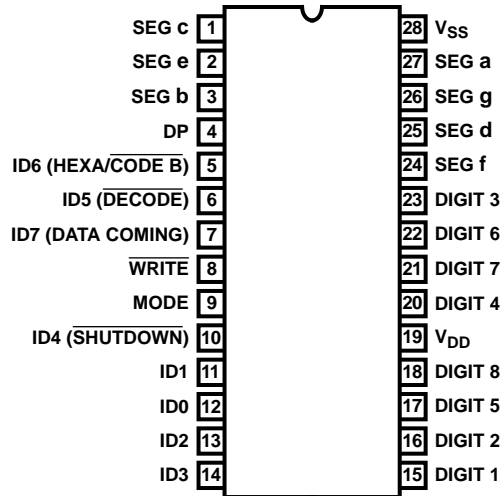 SEG c 1 28 VSS
SEG e 2 27 SEG a
SEG b 3 26 SEG g
DP 4 25 SEG d
ID6 (HEXA/CODE B) 5 24 SEG f
ID5 (DECODE) 6 23 DIGIT 3
ID7 (DATA COMING) 7 22 DIGIT 6
WRITE 8 21 DIGIT 7
MODE 9 20 DIGIT 4
ID4 (SHUTDOWN) 10 19 VDD
ID1 11 18 DIGIT 8
ID0 12 17 DIGIT 5
ID2 13 16 DIGIT 2
ID3 14 15 DIGIT 1